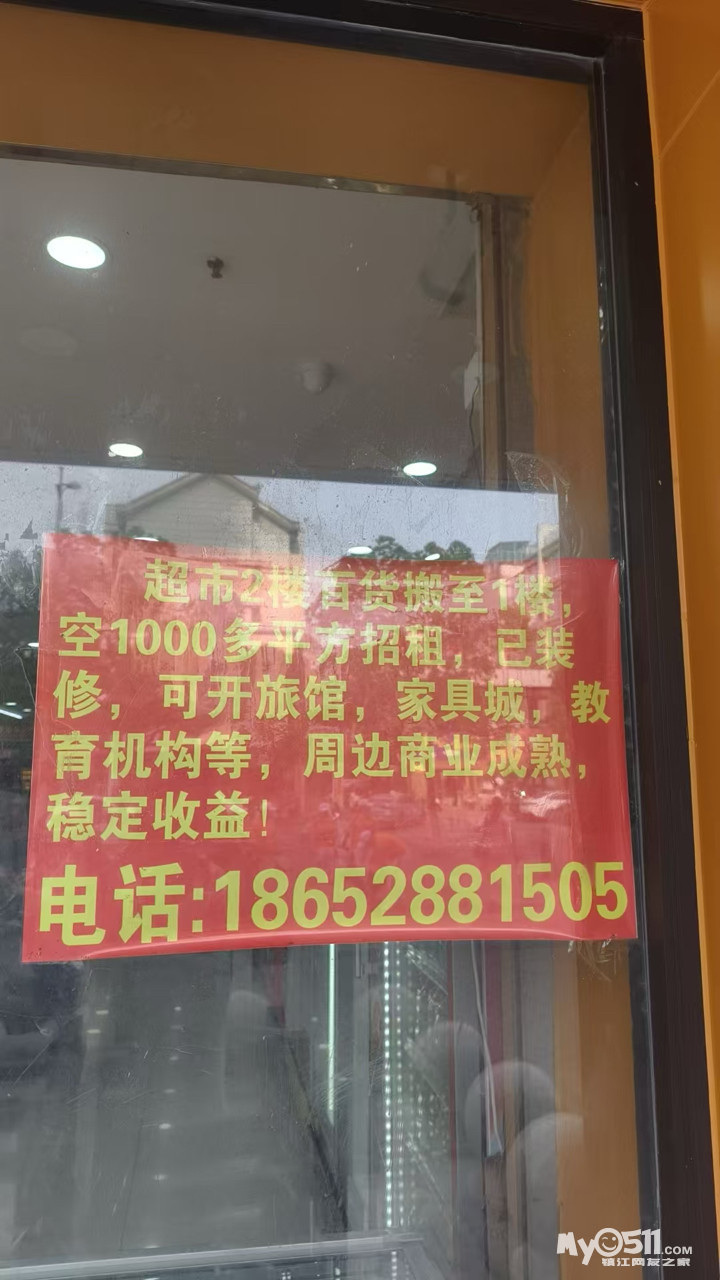 超市2楼百货搬至1楼，
空1000多平方招租，已装
修，可开旅馆，家具城，教
育机构等，周边商业成熟，
稳定收益！
电话:18652881505
My0511.COM
镇江网友之家